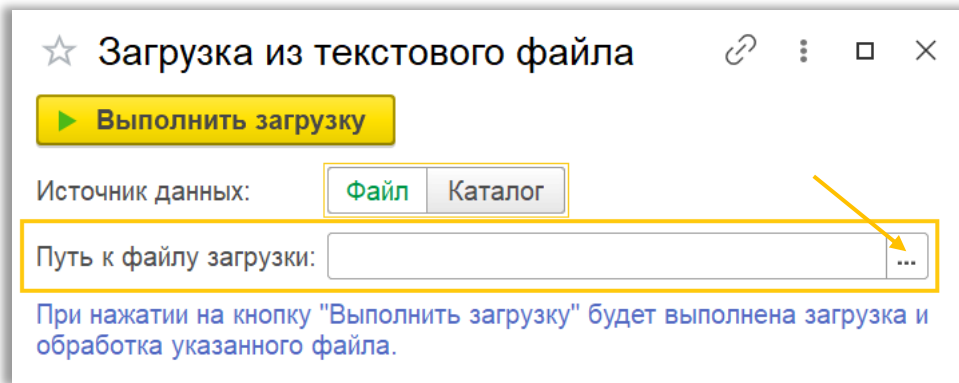 Загрузка из текстового файла
Выполнить загрузку
Источник данных: Файл Каталог
Путь к файлу загрузки: ...
При нажатии на кнопку "Выполнить загрузку" будет выполнена загрузка и
обработка указанного файла.